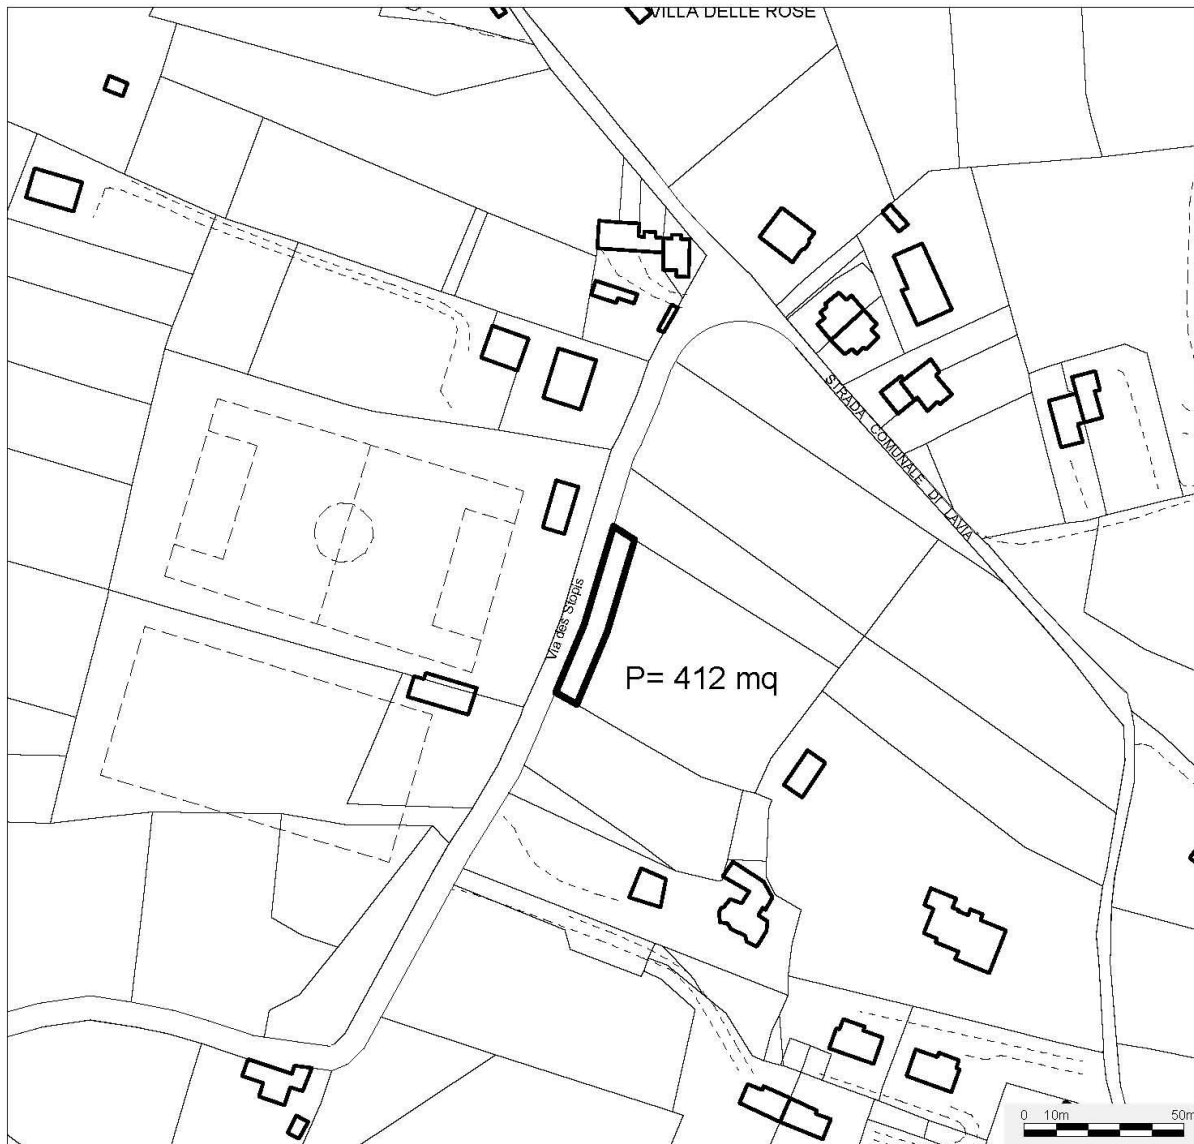 VILLA DELLE ROSE
STRADA COMUNALE DI LAVIA
Via des Stopis
P= 412 mq
0 10m 50m